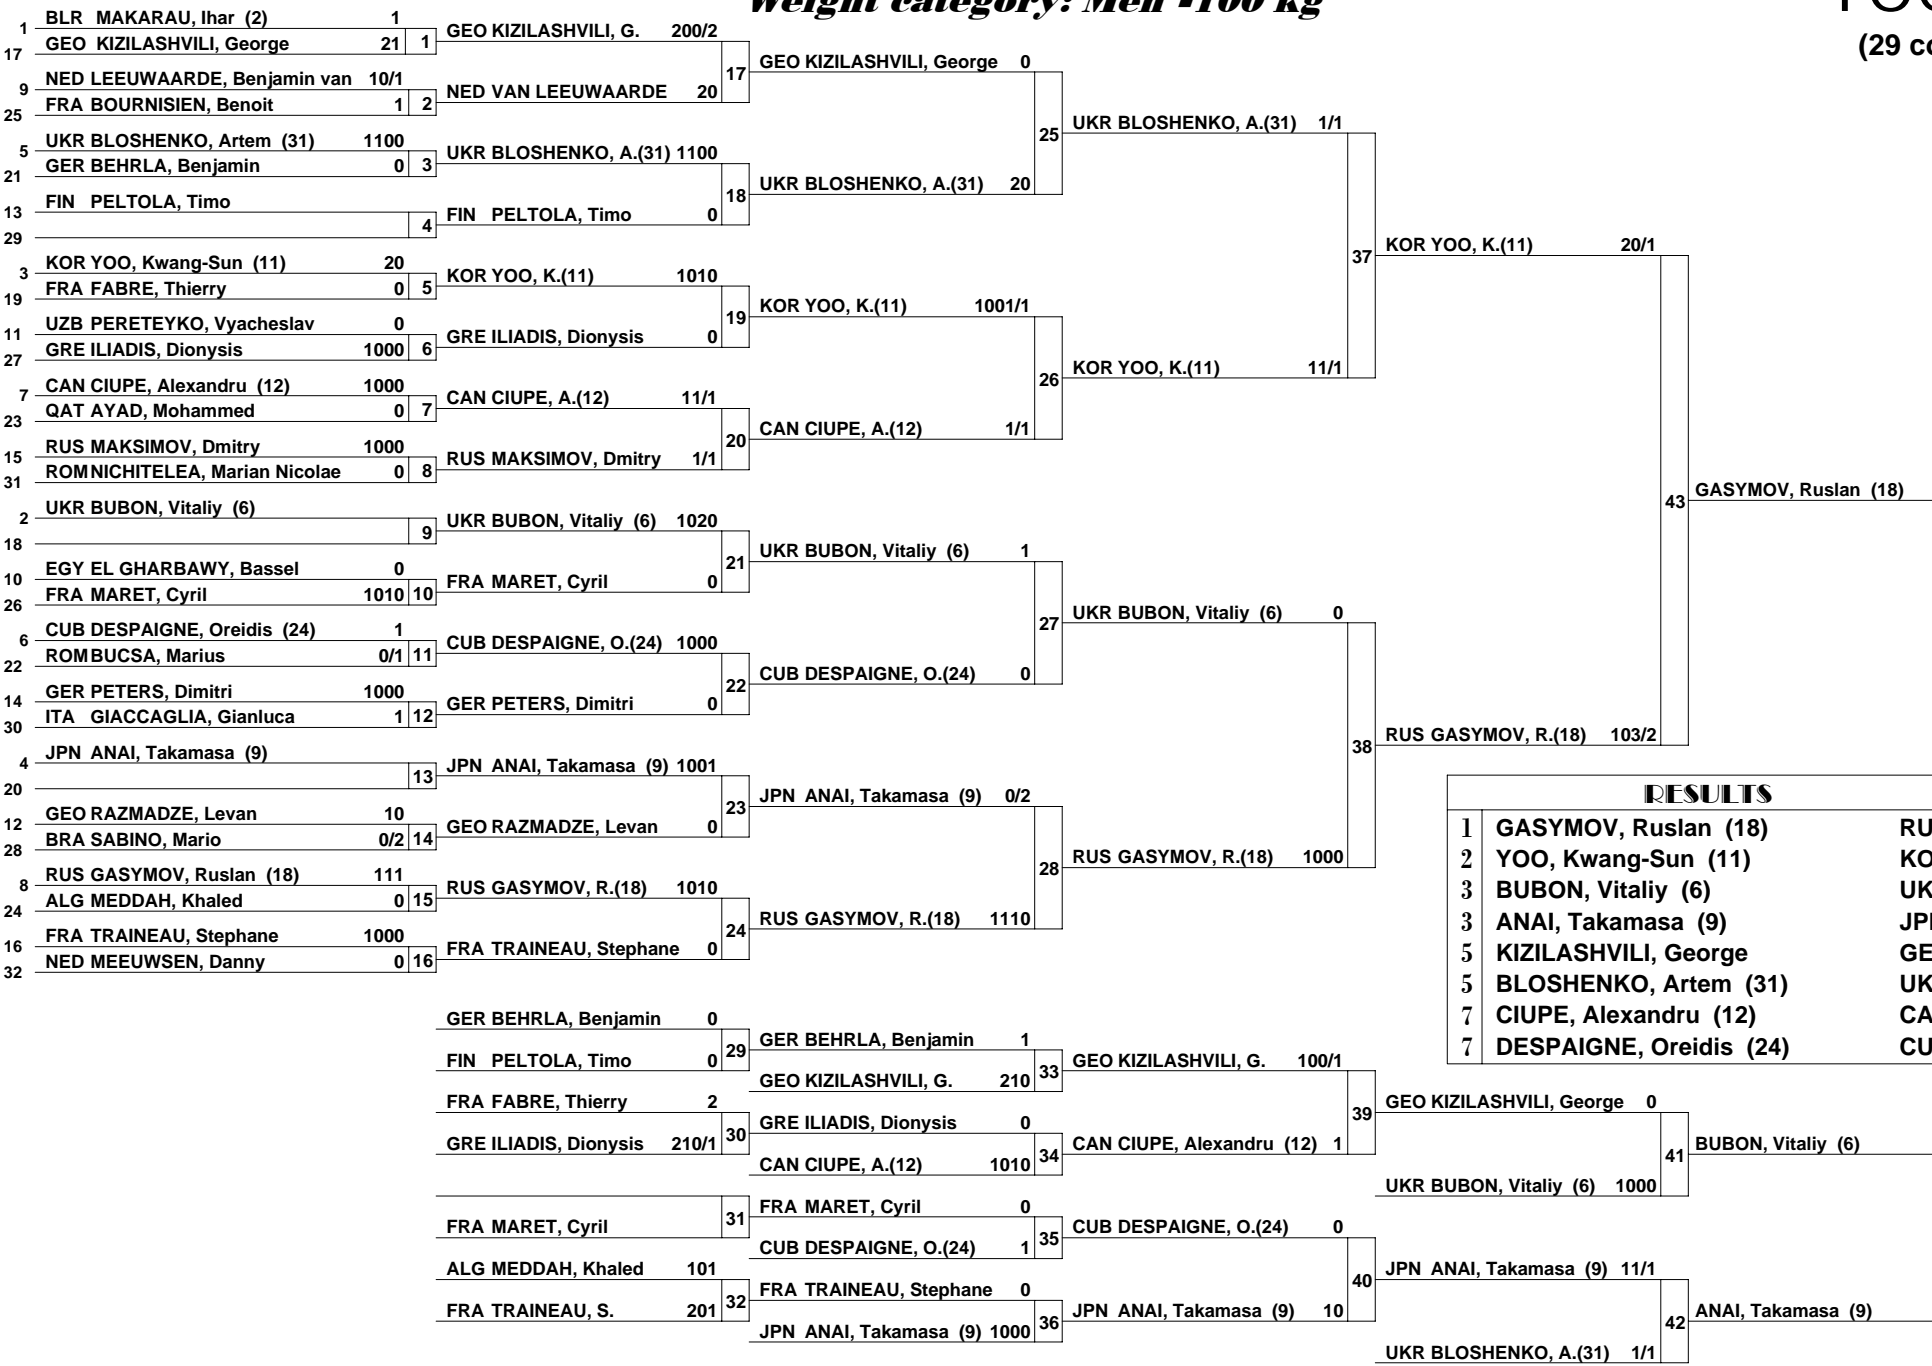 Weight category: Men -100 kg
(29
1 BLR MAKARAU, Ihar (2) 1
17 GEO KIZILASHVILI, George 21 1
9 NED LEEUWAARDE, Benjamin van 10/1
25 FRA BOURNISIEN, Benoit 1 2
5 UKR BLOSHENKO, Artem (31) 1100
21 GER BEHRLA, Benjamin 0 3
13 FIN PELTOLA, Timo
29 4
3 KOR YOO, Kwang-Sun (11) 20
19 FRA FABRE, Thierry 0 5
11 UZB PERETEYKO, Vyacheslav 0
27 GRE ILIADIS, Dionysis 1000 6
7 CAN CIUPE, Alexandru (12) 1000
23 QAT AYAD, Mohammed 0 7
15 RUS MAKSIMOV, Dmitry 1000
31 ROM NICHITELEA, Marian Nicolae 0 8
2 UKR BUBON, Vitaliy (6)
18 9
10 EGY EL GHARBAWY, Bassel 0
26 FRA MARET, Cyril 1010 10
6 CUB DESPAIGNE, Oreidis (24) 1
22 ROM BUCSA, Marius 0/1 11
14 GER PETERS, Dimitri 1000
30 ITA GIACCAGLIA, Gianluca 1 12
4 JPN ANAI, Takamasa (9)
20 13
12 GEO RAZMADZE, Levan 10
28 BRA SABINO, Mario 0/2 14
8 RUS GASYMOV, Ruslan (18) 111
24 ALG MEDDAH, Khaled 0 15
16 FRA TRAINEAU, Stephane 1000
32 NED MEEUWSEN, Danny 0 16
GEO KIZILASHVILI, G. 200/2
17
NED VAN LEEUWAARDE 20
UKR BLOSHENKO, A.(31) 1100
18
FIN PELTOLA, Timo 0
KOR YOO, K.(11) 1010
19
GRE ILIADIS, Dionysis 0
CAN CIUPE, A.(12) 11/1
20
RUS MAKSIMOV, Dmitry 1/1
UKR BUBON, Vitaliy (6) 1020
21
FRA MARET, Cyril 0
CUB DESPAIGNE, O.(24) 1000
22
GER PETERS, Dimitri 0
JPN ANAI, Takamasa (9) 1001
23
GEO RAZMADZE, Levan 0
RUS GASYMOV, R.(18) 1010
24
FRA TRAINEAU, Stephane 0
GEO KIZILASHVILI, George 0
25
UKR BLOSHENKO, A.(31) 20
KOR YOO, K.(11) 1001/1
26
CAN CIUPE, A.(12) 1/1
UKR BUBON, Vitaliy (6) 1
27
CUB DESPAIGNE, O.(24) 0
JPN ANAI, Takamasa (9) 0/2
28
RUS GASYMOV, R.(18) 1110
UKR BLOSHENKO, A.(31) 1/1
37
KOR YOO, K.(11) 11/1
UKR BUBON, Vitaliy (6) 0
38
RUS GASYMOV, R.(18) 1000
KOR YOO, K.(11) 20/1
43
RUS GASYMOV, R.(18) 103/2
GASYMOV, Ruslan (18)
RESULTS
1 GASYMOV, Ruslan (18) RU
2 YOO, Kwang-Sun (11) KO
3 BUBON, Vitaliy (6) UK
3 ANAI, Takamasa (9) JP
5 KIZILASHVILI, George GE
5 BLOSHENKO, Artem (31) UK
7 CIUPE, Alexandru (12) CA
7 DESPAIGNE, Oreidis (24) CU
GER BEHRLA, Benjamin 0
29
FIN PELTOLA, Timo 0
FRA FABRE, Thierry 2
30
GRE ILIADIS, Dionysis 210/1
31
FRA MARET, Cyril
ALG MEDDAH, Khaled 101
32
FRA TRAINEAU, S. 201
GER BEHRLA, Benjamin 1
33
GEO KIZILASHVILI, G. 210
GRE ILIADIS, Dionysis 0
34
CAN CIUPE, A.(12) 1010
FRA MARET, Cyril 0
35
CUB DESPAIGNE, O.(24) 1
FRA TRAINEAU, Stephane 0
36
JPN ANAI, Takamasa (9) 1000
GEO KIZILASHVILI, G. 100/1
39
CAN CIUPE, Alexandru (12) 1
CUB DESPAIGNE, O.(24) 0
40
JPN ANAI, Takamasa (9) 10
GEO KIZILASHVILI, George 0
41
UKR BUBON, Vitaliy (6) 1000
JPN ANAI, Takamasa (9) 11/1
42
UKR BLOSHENKO, A.(31) 1/1
BUBON, Vitaliy (6)
ANAI, Takamasa (9)